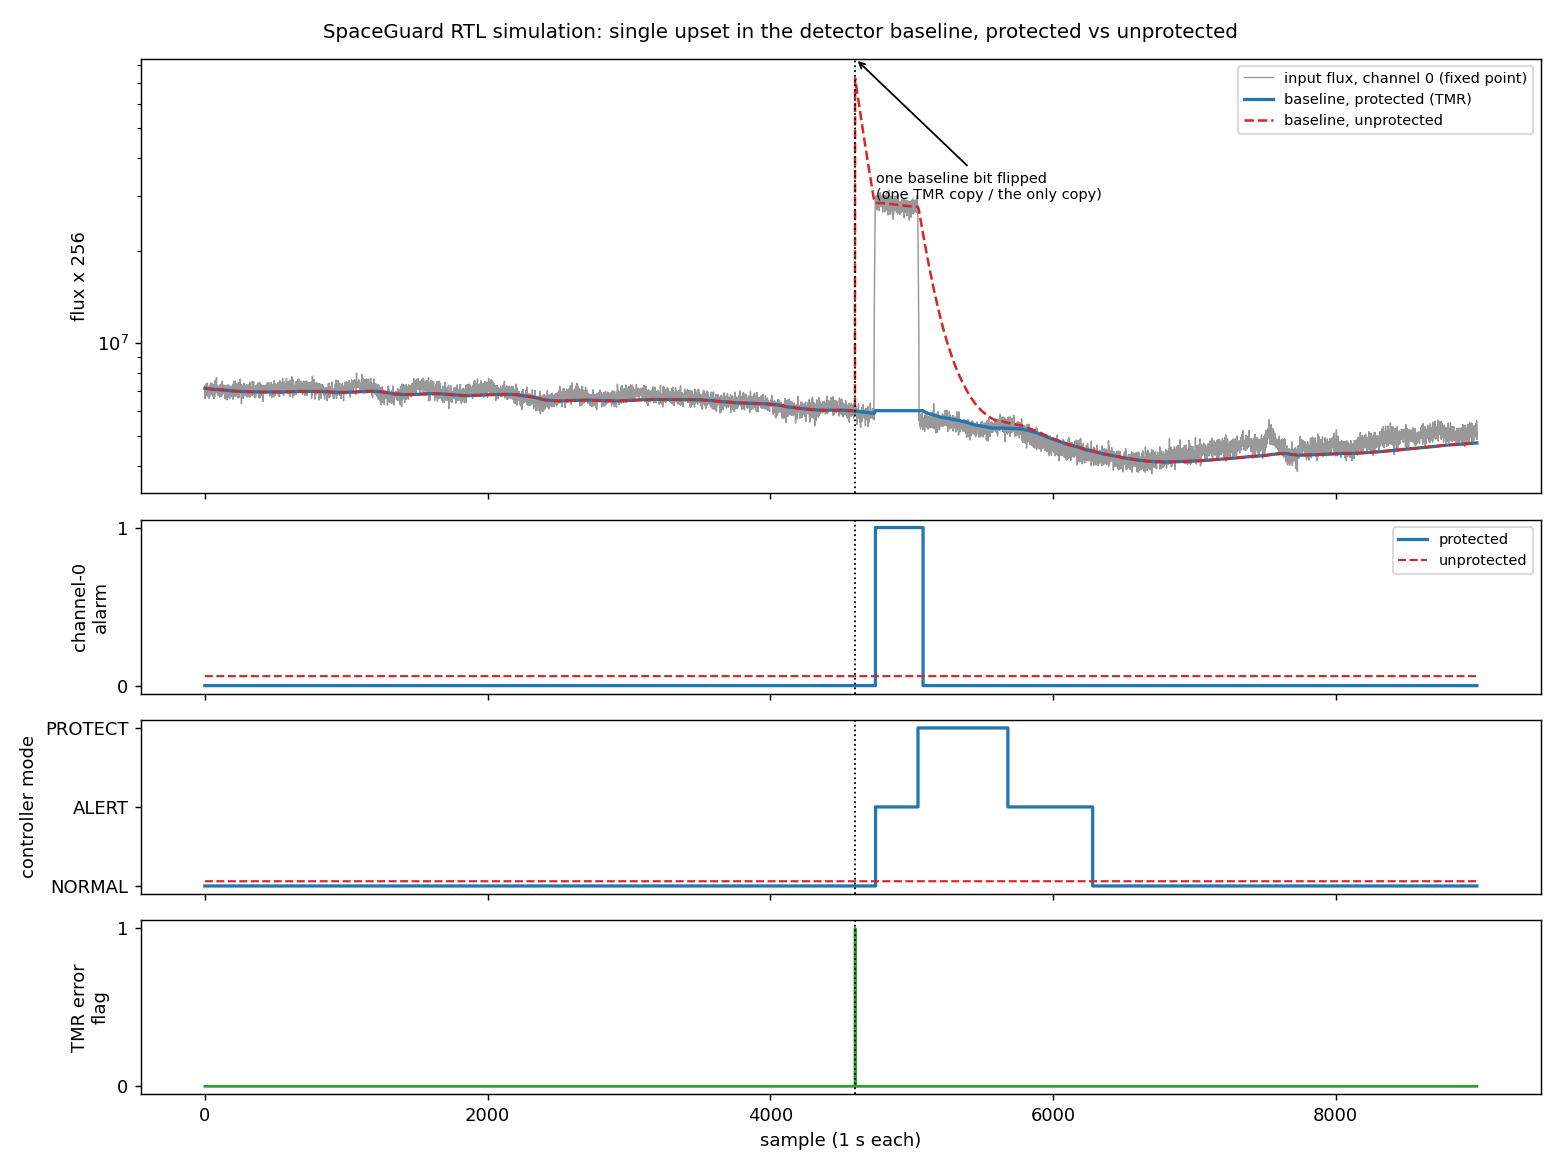 SpaceGuard RTL simulation: single upset in the detector baseline, protected vs unprotected
input flux, channel 0 (fixed point)
baseline, protected (TMR)
baseline, unprotected
one baseline bit flipped
(one TMR copy / the only copy)
flux x 256
10⁷
channel-0
alarm
1
0
protected
unprotected
controller mode
PROTECT
ALERT
NORMAL
TMR error
flag
1
0
0
2000
4000
6000
8000
sample (1 s each)